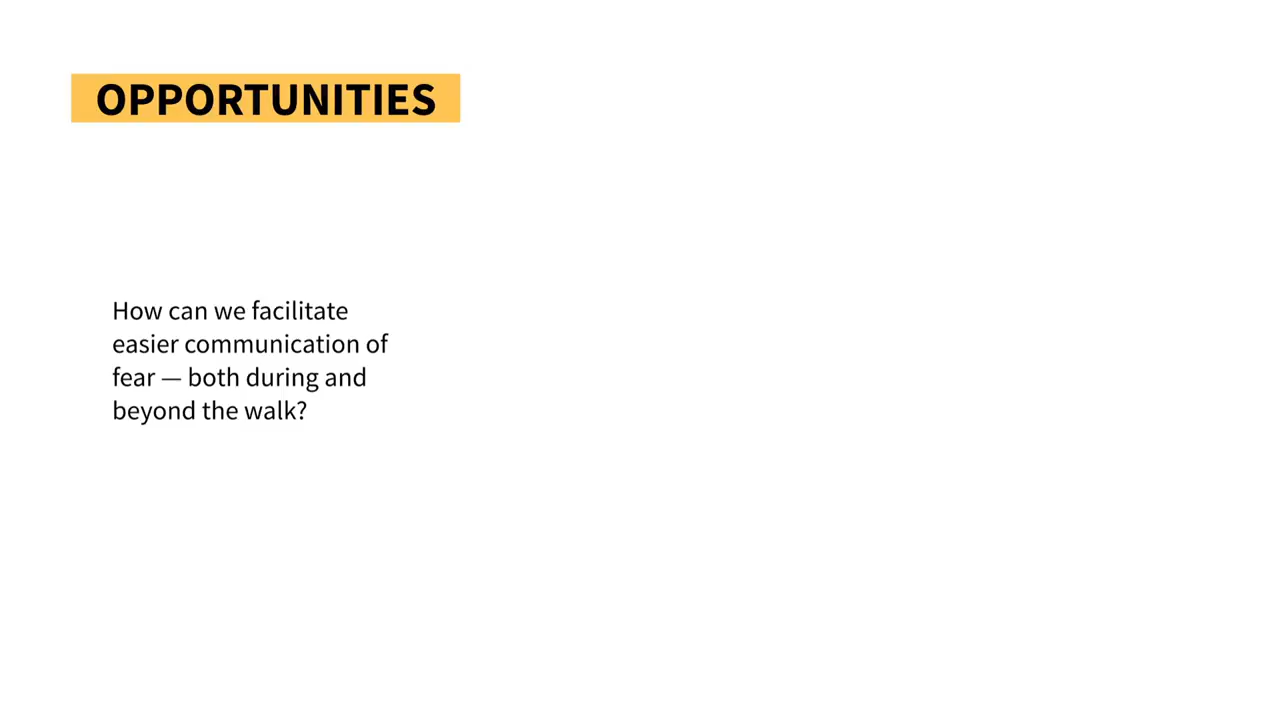 OPPORTUNITIES
How can we facilitate
easier communication of
fear — both during and
beyond the walk?